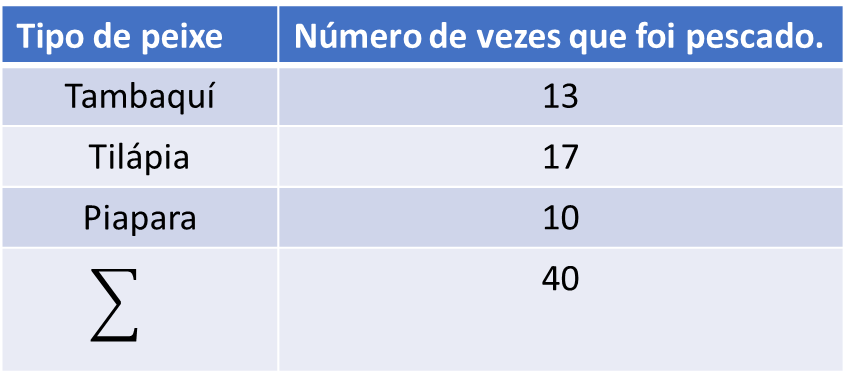 Tipo de peixe Número de vezes que foi pescado.
Tambaquí 13
Tilápia 17
Piapara 10
∑ 40